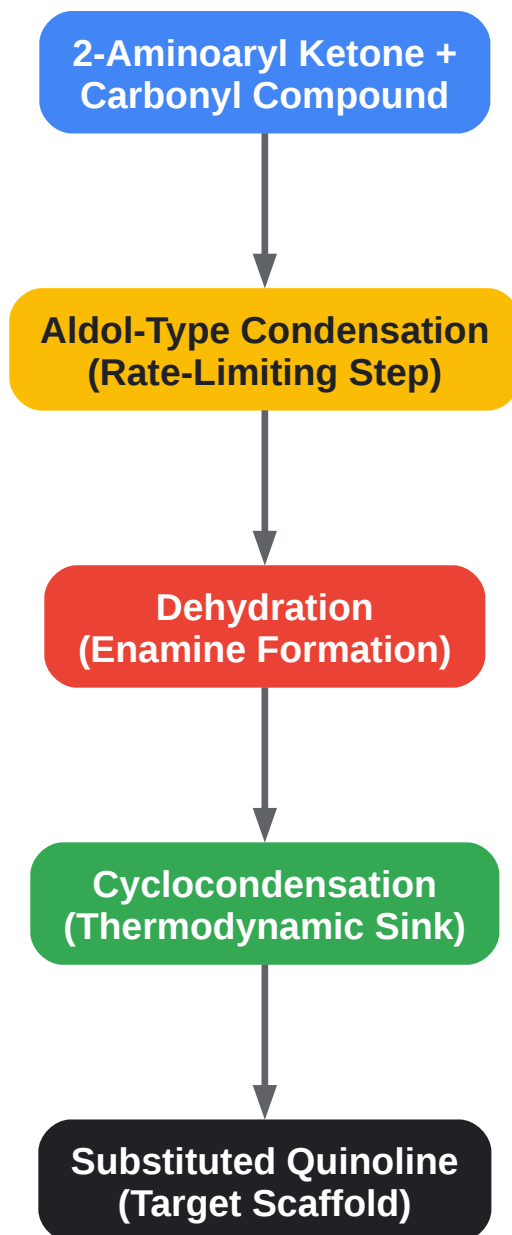 2-Aminoaryl Ketone +
Carbonyl Compound
Aldol-Type Condensation
(Rate-Limiting Step)
Dehydration
(Enamine Formation)
Cyclocondensation
(Thermodynamic Sink)
Substituted Quinoline
(Target Scaffold)